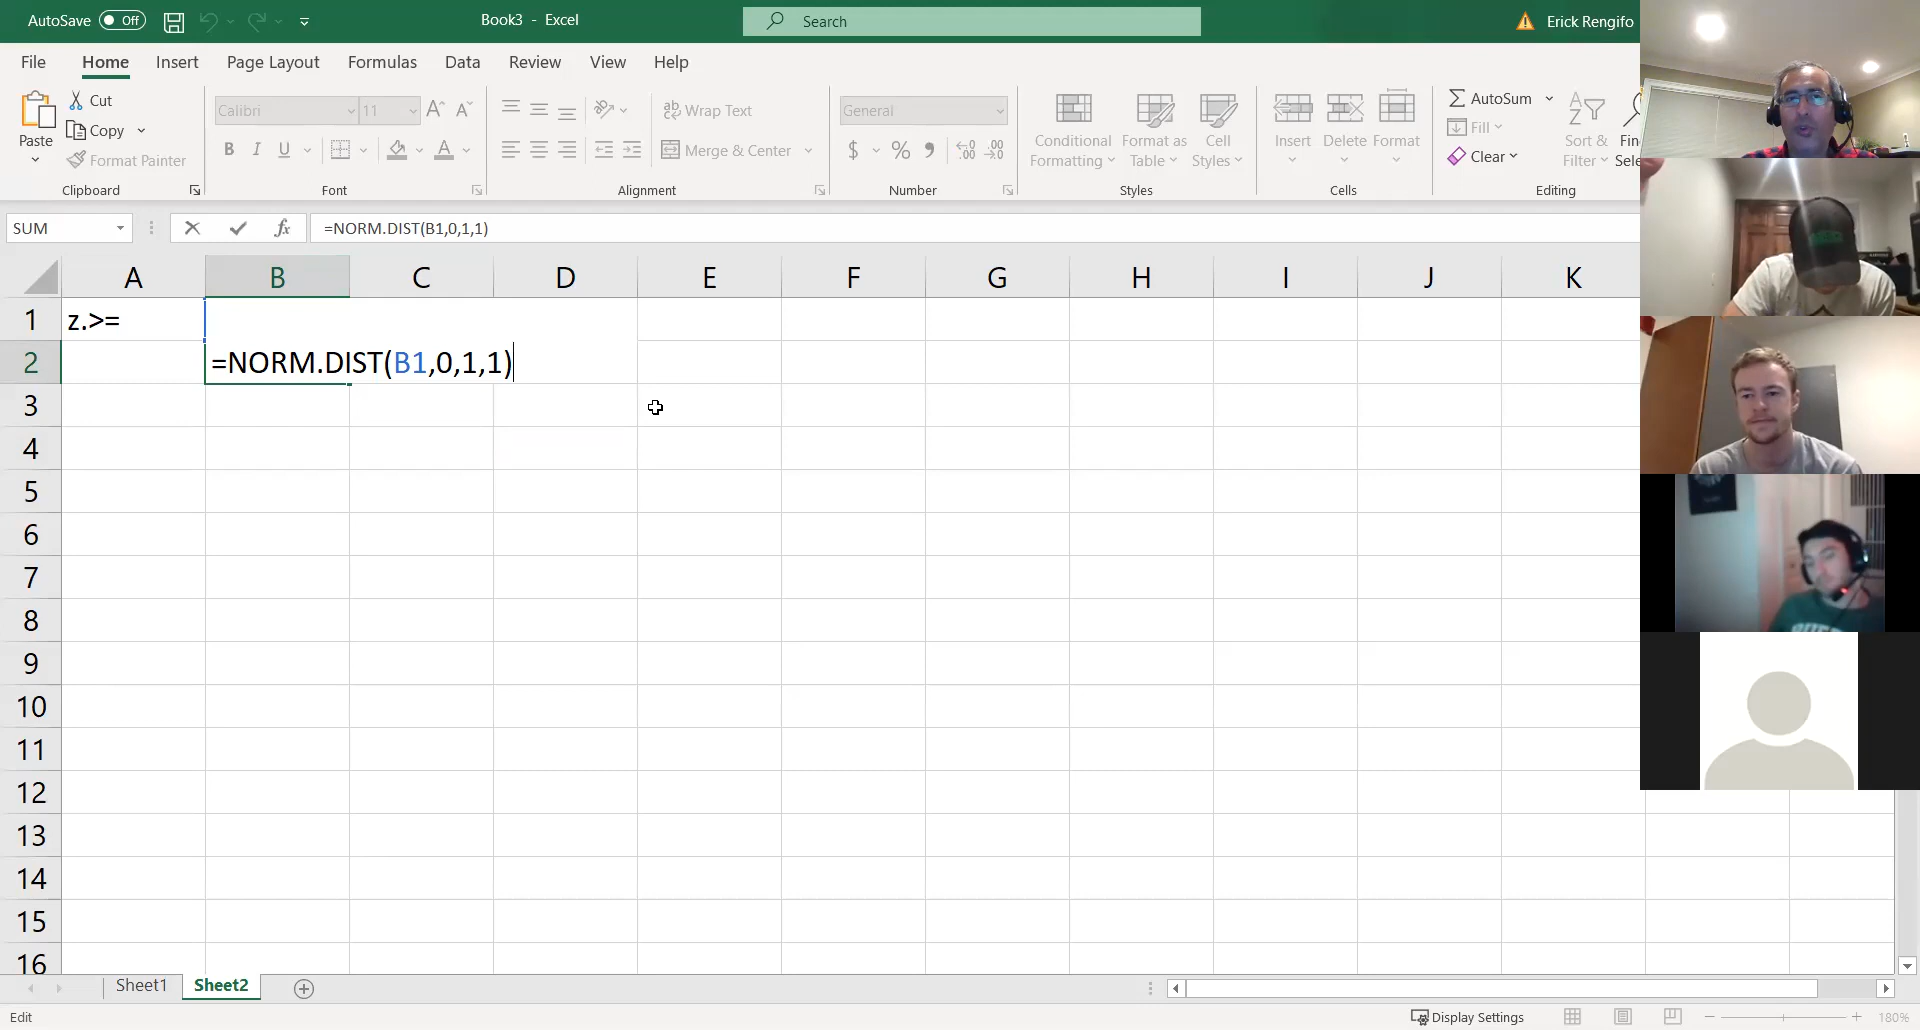 AutoSave Off
Book3 - Excel
Search
Erick Rengifo
File Home Insert Page Layout Formulas Data Review View Help
Paste
Cut
Copy
Format Painter
Clipboard
Calibri 11
B I U
A
Font
ab Wrap Text
Merge & Center
Alignment
General
$ % 9
Number
Conditional Formatting
Format as Table
Cell Styles
Styles
Insert Delete Format
Cells
AutoSum
Fill
Clear
Sort & Filter
Editing
SUM
fx
=NORM.DIST(B1,0,1,1)
A B C D E F G H I J K
1 z.>=
2 =NORM.DIST(B1,0,1,1)
3
4
5
6
7
8
9
10
11
12
13
14
15
16
Sheet1 Sheet2
Edit
Display Settings
180%